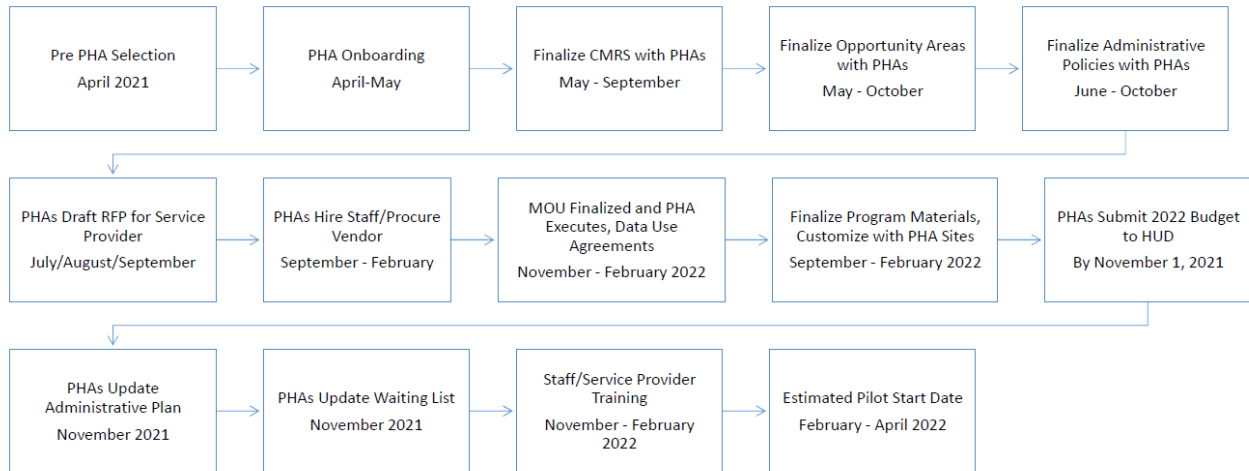 Pre PHA Selection
April 2021
PHA Onboarding
April-May
Finalize CMRS with PHAs
May - September
Finalize Opportunity Areas
with PHAs
May - October
Finalize Administrative
Policies with PHAs
June - October
PHAs Draft RFP for Service
Provider
July/August/September
PHAs Hire Staff/Procure
Vendor
September - February
MOU Finalized and PHA
Executes, Data Use
Agreements
November - February 2022
Finalize Program Materials,
Customize with PHA Sites
September - February 2022
PHAs Submit 2022 Budget
to HUD
By November 1, 2021
PHAs Update
Administrative Plan
November 2021
PHAs Update Waiting List
November 2021
Staff/Service Provider
Training
November - February
2022
Estimated Pilot Start Date
February - April 2022